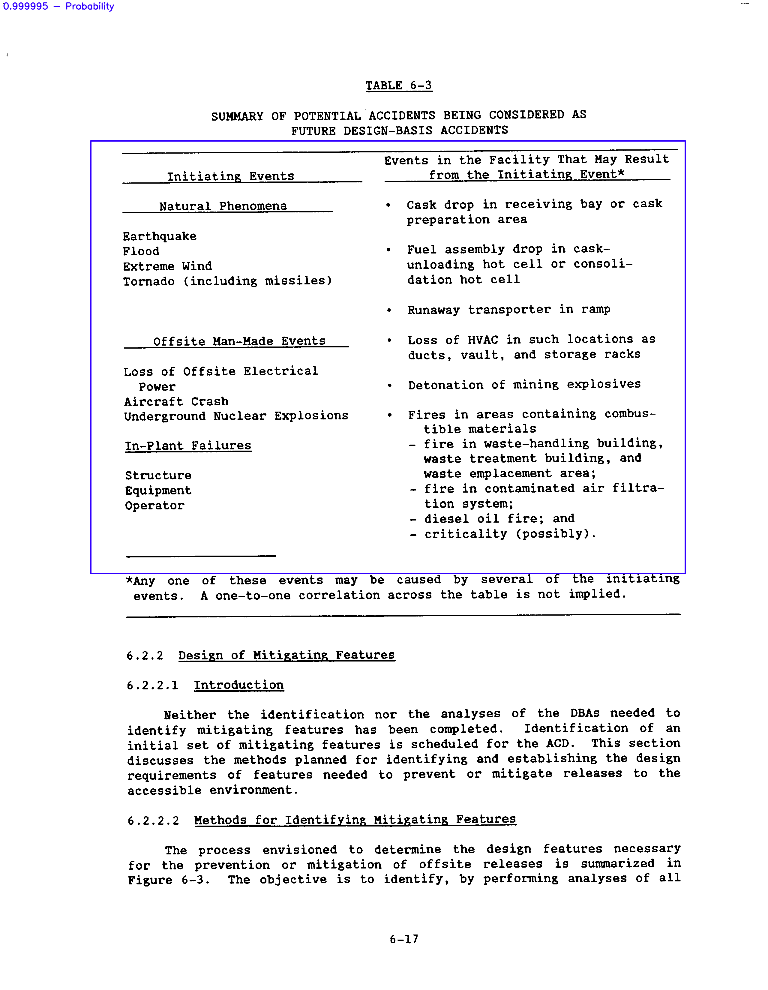 0.999995 — Probability
TABLE 6-3
SUMMARY OF POTENTIAL ACCIDENTS BEING CONSIDERED AS
FUTURE DESIGN-BASIS ACCIDENTS
Initiating Events
Events in the Facility That May Result
from the Initiating Event*
Natural Phenomena
Earthquake
Flood
Extreme Wind
Tornado (including missiles)
Offsite Man-Made Events
Loss of Offsite Electrical
Power
Aircraft Crash
Underground Nuclear Explosions
In-Plant Failures
Structure
Equipment
Operator
• Cask drop in receiving bay or cask
preparation area
• Fuel assembly drop in cask-
unloading hot cell or consoli-
dation hot cell
• Runaway transporter in ramp
• Loss of HVAC in such locations as
ducts, vault, and storage racks
• Detonation of mining explosives
• Fires in areas containing combus-
tible materials
- fire in waste-handling building,
waste treatment building, and
waste emplacement area;
- fire in contaminated air filtra-
tion system;
- diesel oil fire; and
- criticality (possibly).
*Any one of these events may be caused by several of the initiating
events. A one-to-one correlation across the table is not implied.
6.2.2 Design of Mitigating Features
6.2.2.1 Introduction
Neither the identification nor the analyses of the DBAs needed to
identify mitigating features has been completed. Identification of an
initial set of mitigating features is scheduled for the ACD. This section
discusses the methods planned for identifying and establishing the design
requirements of features needed to prevent or mitigate releases to the
accessible environment.
6.2.2.2 Methods for Identifying Mitigating Features
The process envisioned to determine the design features necessary
for the prevention or mitigation of offsite releases is summarized in
Figure 6-3. The objective is to identify, by performing analyses of all
6-17